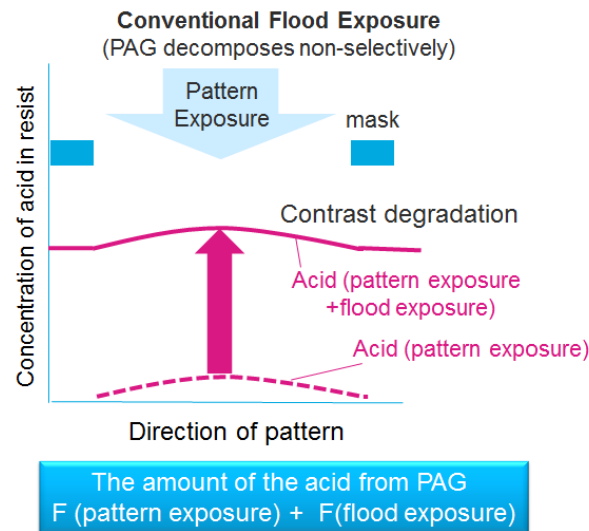 Conventional Flood Exposure
(PAG decomposes non-selectively)
Pattern
Exposure
mask
Concentration of acid in resist
Contrast degradation
Acid (pattern exposure
+flood exposure)
Acid (pattern exposure)
Direction of pattern
The amount of the acid from PAG
F (pattern exposure) + F(flood exposure)